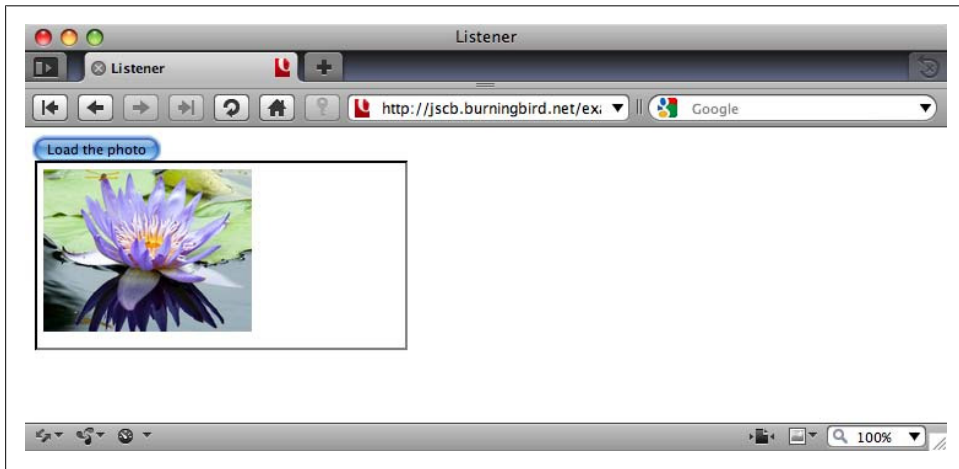 Listener
Listener
http://jscb.burningbird.net/exa
Google
Load the photo
100%